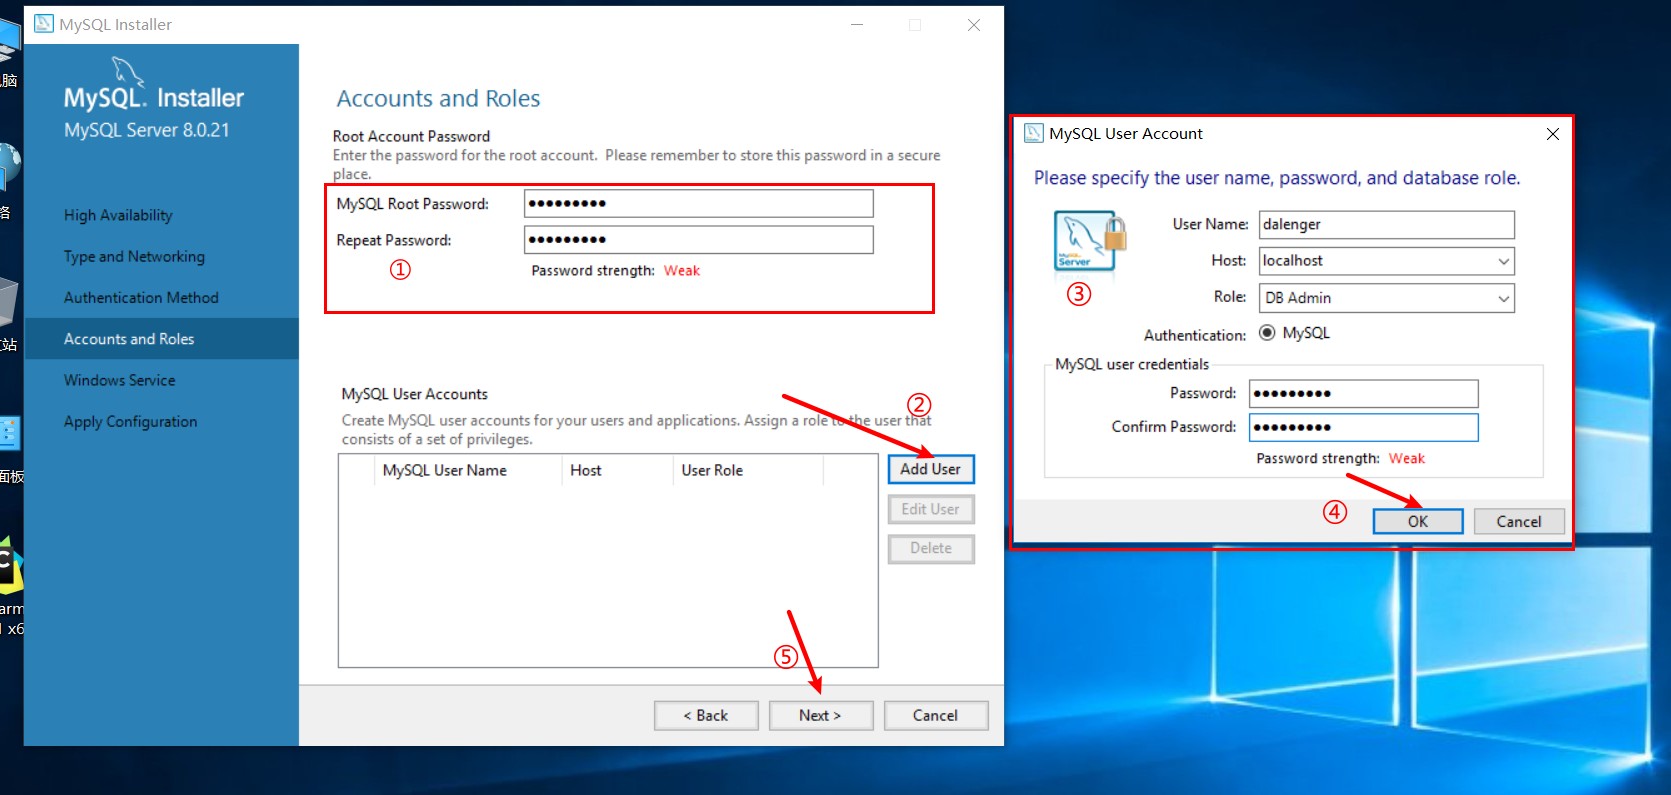 MySQL Installer
MySQL. Installer
MySQL Server 8.0.21
High Availability
Type and Networking
Authentication Method
Accounts and Roles
Windows Service
Apply Configuration
Accounts and Roles
Root Account Password
Enter the password for the root account.  Please remember to store this password in a secure
place.
MySQL Root Password: ●●●●●●●●●
Repeat Password: ●●●●●●●●●
①
Password strength: Weak
MySQL User Accounts
②
Create MySQL user accounts for your users and applications. Assign a role to the user that
consists of a set of privileges.
MySQL User Name Host User Role
Add User
Edit User
Delete
⑤
< Back Next > Cancel
MySQL User Account
Please specify the user name, password, and database role.
MySQL
Server
③
User Name: dalenger
Host: localhost
Role: DB Admin
Authentication: MySQL
MySQL user credentials
Password: ●●●●●●●●●
Confirm Password: ●●●●●●●●●
Password strength: Weak
④
OK Cancel
脑
络
站
面板
C
arm
x6